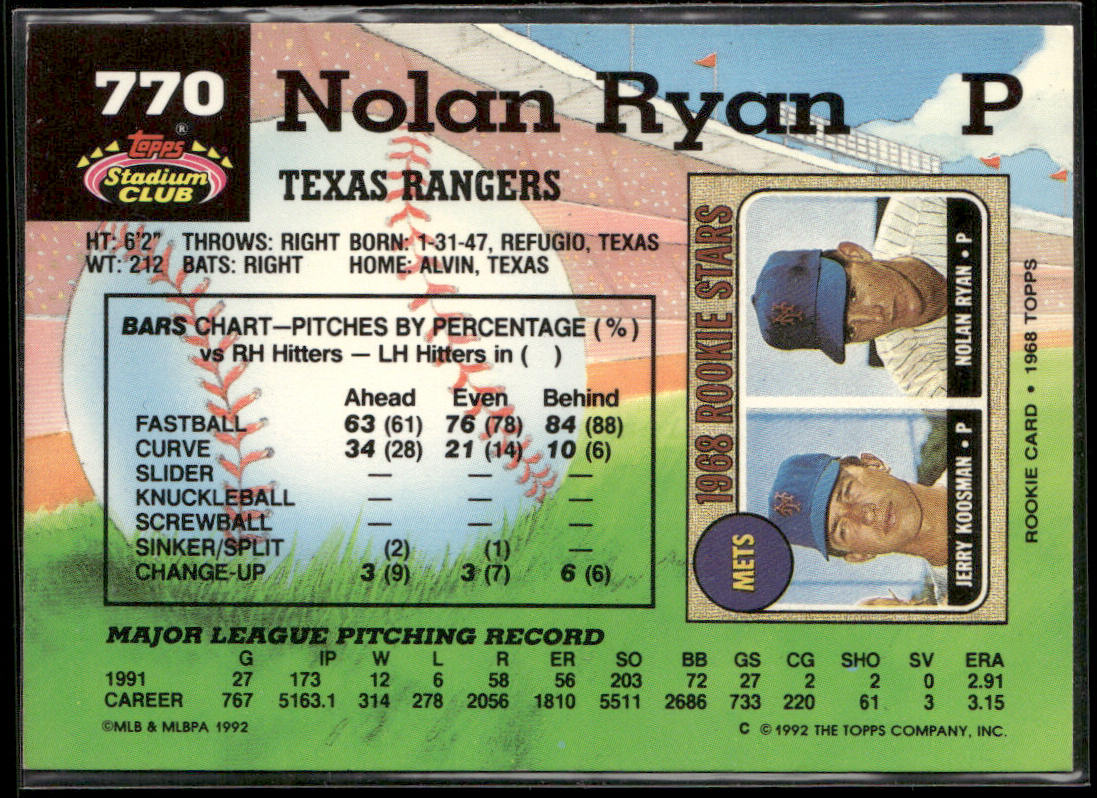 770
Nolan Ryan P
Topps ®
Stadium
CLUB
TEXAS RANGERS
HT: 6'2" THROWS: RIGHT BORN: 1-31-47, REFUGIO, TEXAS
WT: 212 BATS: RIGHT HOME: ALVIN, TEXAS
BARS CHART—PITCHES BY PERCENTAGE (%)
vs RH Hitters — LH Hitters in ( )
Ahead Even Behind
FASTBALL 63 (61) 76 (78) 84 (88)
CURVE 34 (28) 21 (14) 10 (6)
SLIDER — — —
KNUCKLEBALL — — —
SCREWBALL — — —
SINKER/SPLIT (2) (1) —
CHANGE-UP 3 (9) 3 (7) 6 (6)
1968 ROOKIE STARS
METS
NOLAN RYAN • P
JERRY KOOSMAN • P
ROOKIE CARD • 1968 TOPPS
MAJOR LEAGUE PITCHING RECORD
G IP W L R ER SO BB GS CG SHO SV ERA
1991 27 173 12 6 58 56 203 72 27 2 2 0 2.91
CAREER 767 5163.1 314 278 2056 1810 5511 2686 733 220 61 3 3.15
©MLB & MLBPA 1992
C © 1992 THE TOPPS COMPANY, INC.